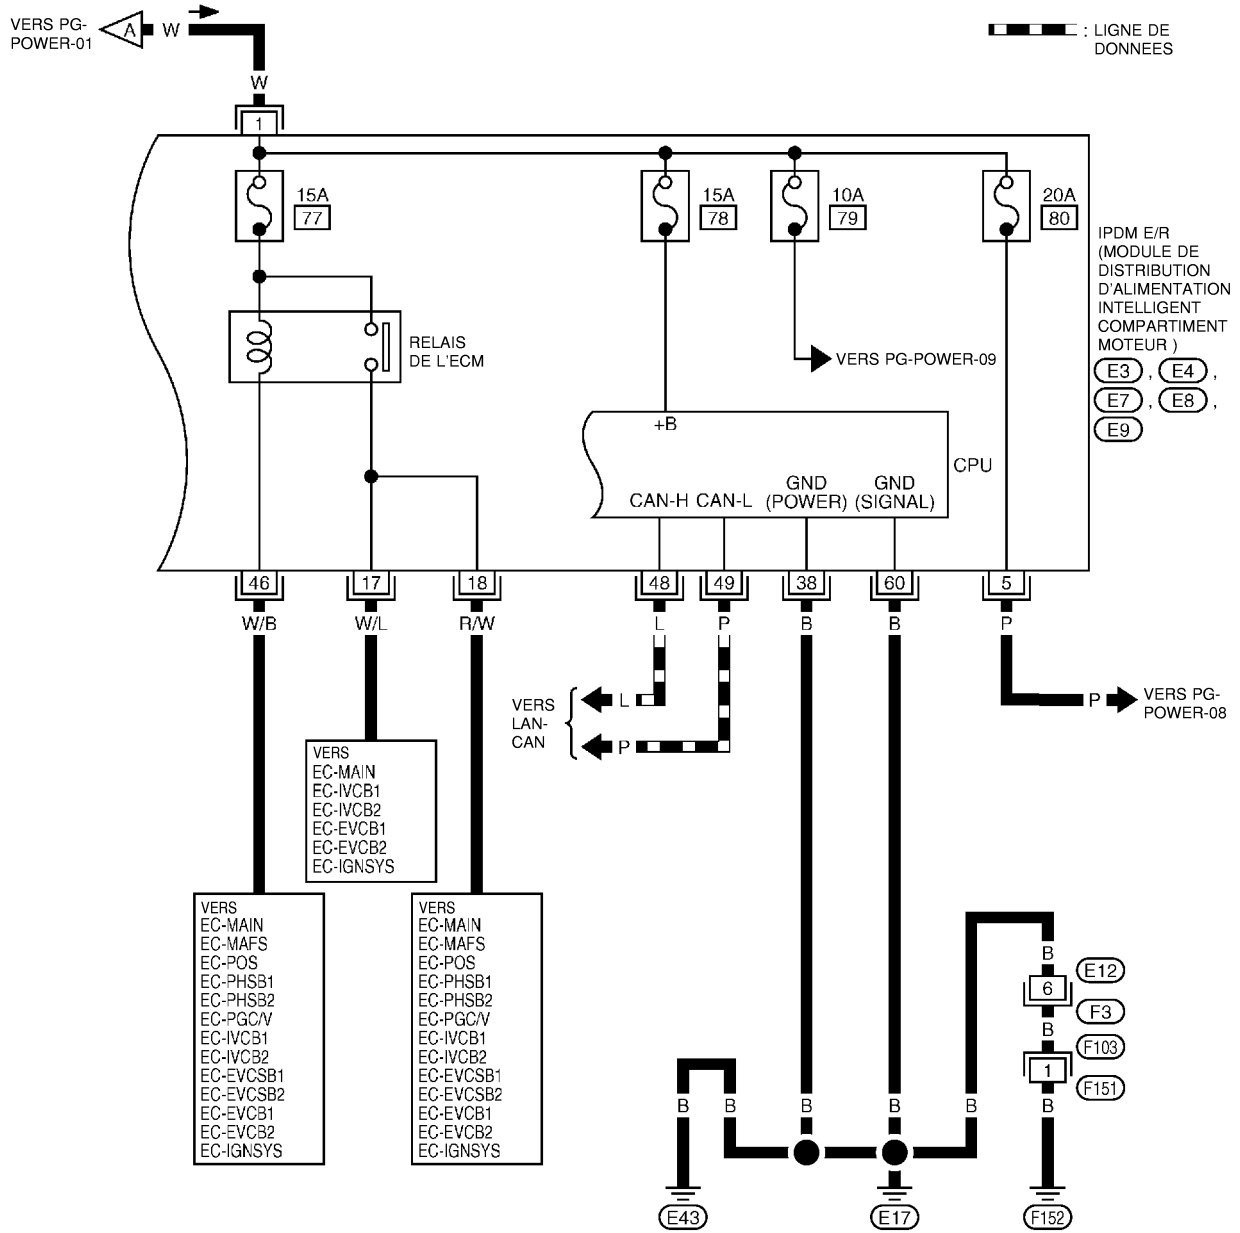 VERS PG-
POWER-01
A
W
: LIGNE DE
DONNEES
W
1
15A
77
15A
78
10A
79
20A
80
IPDM E/R
(MODULE DE
DISTRIBUTION
D'ALIMENTATION
INTELLIGENT
COMPARTIMENT
MOTEUR )
E3 , E4 ,
E7 , E8 ,
E9
RELAIS
DE L'ECM
VERS PG-POWER-09
+B
CPU
CAN-H
CAN-L
GND
(POWER)
GND
(SIGNAL)
46
17
18
48
49
38
60
5
W/B
W/L
R/W
L
P
B
B
P
VERS
LAN-
CAN
L
P
P
VERS PG-
POWER-08
VERS
EC-MAIN
EC-IVCB1
EC-IVCB2
EC-EVCB1
EC-EVCB2
EC-IGNSYS
VERS
EC-MAIN
EC-MAFS
EC-POS
EC-PHSB1
EC-PHSB2
EC-PGC/V
EC-IVCB1
EC-IVCB2
EC-EVCSB1
EC-EVCSB2
EC-EVCB1
EC-EVCB2
EC-IGNSYS
VERS
EC-MAIN
EC-MAFS
EC-POS
EC-PHSB1
EC-PHSB2
EC-PGC/V
EC-IVCB1
EC-IVCB2
EC-EVCSB1
EC-EVCSB2
EC-EVCB1
EC-EVCB2
EC-IGNSYS
B
E12
6
F3
B
F103
1
F151
B
B
B
B
B
B
E43
E17
F152